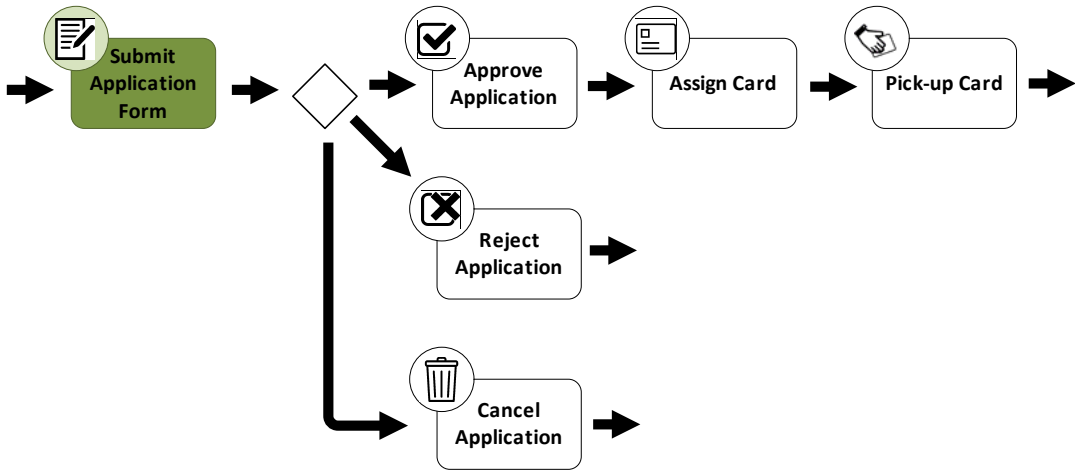 Submit
Application
Form
Approve
Application
Assign Card
Pick-up Card
Reject
Application
Cancel
Application